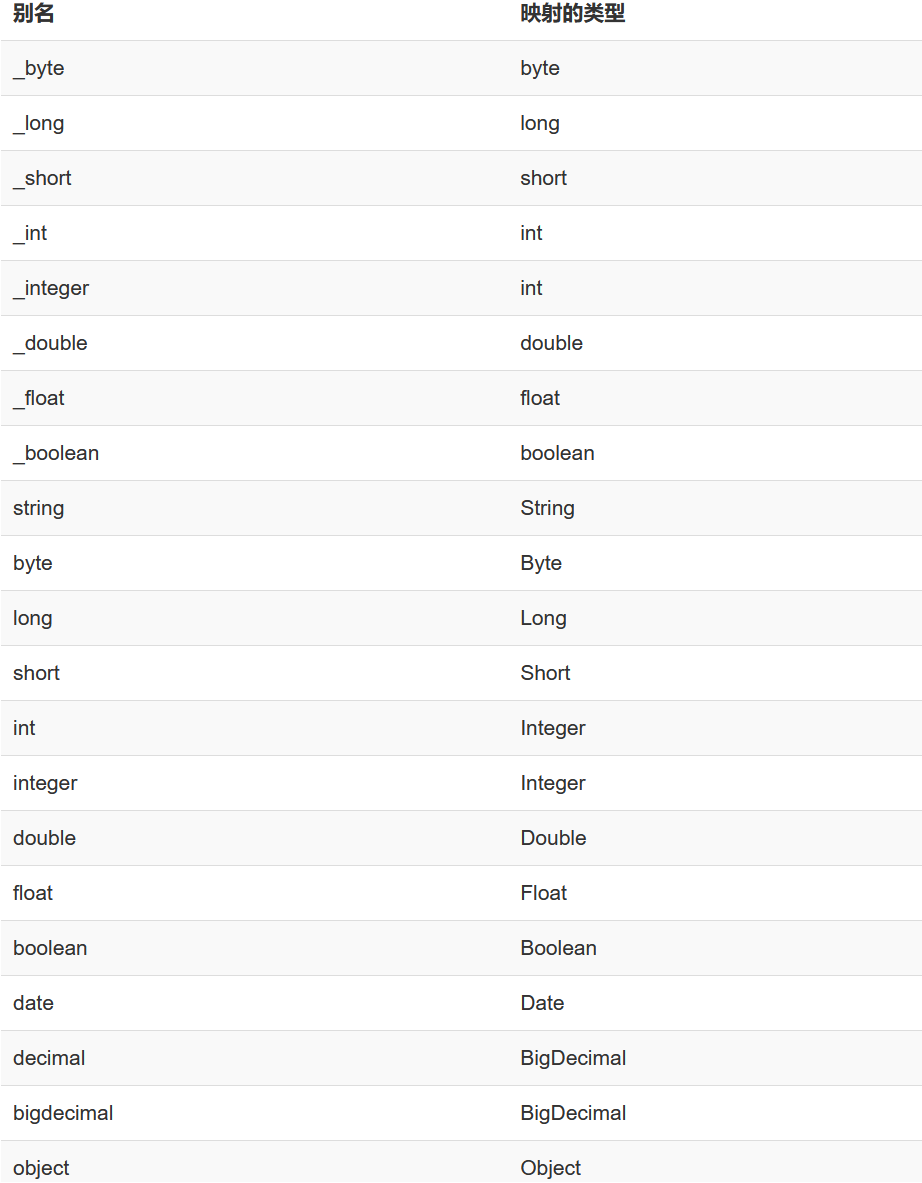 别名 映射的类型
_byte byte
_long long
_short short
_int int
_integer int
_double double
_float float
_boolean boolean
string String
byte Byte
long Long
short Short
int Integer
integer Integer
double Double
float Float
boolean Boolean
date Date
decimal BigDecimal
bigdecimal BigDecimal
object Object